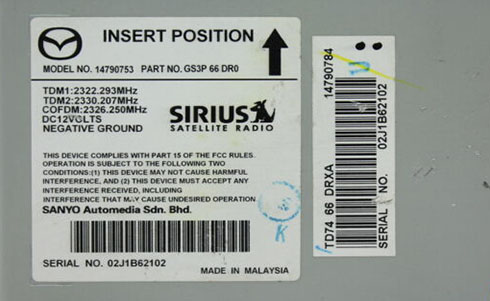 INSERT POSITION
MODEL NO. 14790753 PART NO. GS3P 66 DR0
TDM1:2322.293MHz
TDM2:2330.207MHz
COFDM:2326.250MHz
DC12VOLTS
NEGATIVE GROUND
SIRIUS
SATELLITE RADIO
THIS DEVICE COMPLIES WITH PART 15 OF THE FCC RULES.
OPERATION IS SUBJECT TO THE FOLLOWING TWO
CONDITIONS:(1) THIS DEVICE MAY NOT CAUSE HARMFUL
INTERFERENCE, AND (2) THIS DEVICE MUST ACCEPT ANY
INTERFERENCE RECEIVED, INCLUDING
INTERFERENCE THAT MAY CAUSE UNDESIRED OPERATION
SANYO Automedia Sdn. Bhd.
SERIAL NO. 02J1B62102
MADE IN MALAYSIA
K
TD74 66 DRXA 14790784
SERIAL NO. 02J1B62102
U